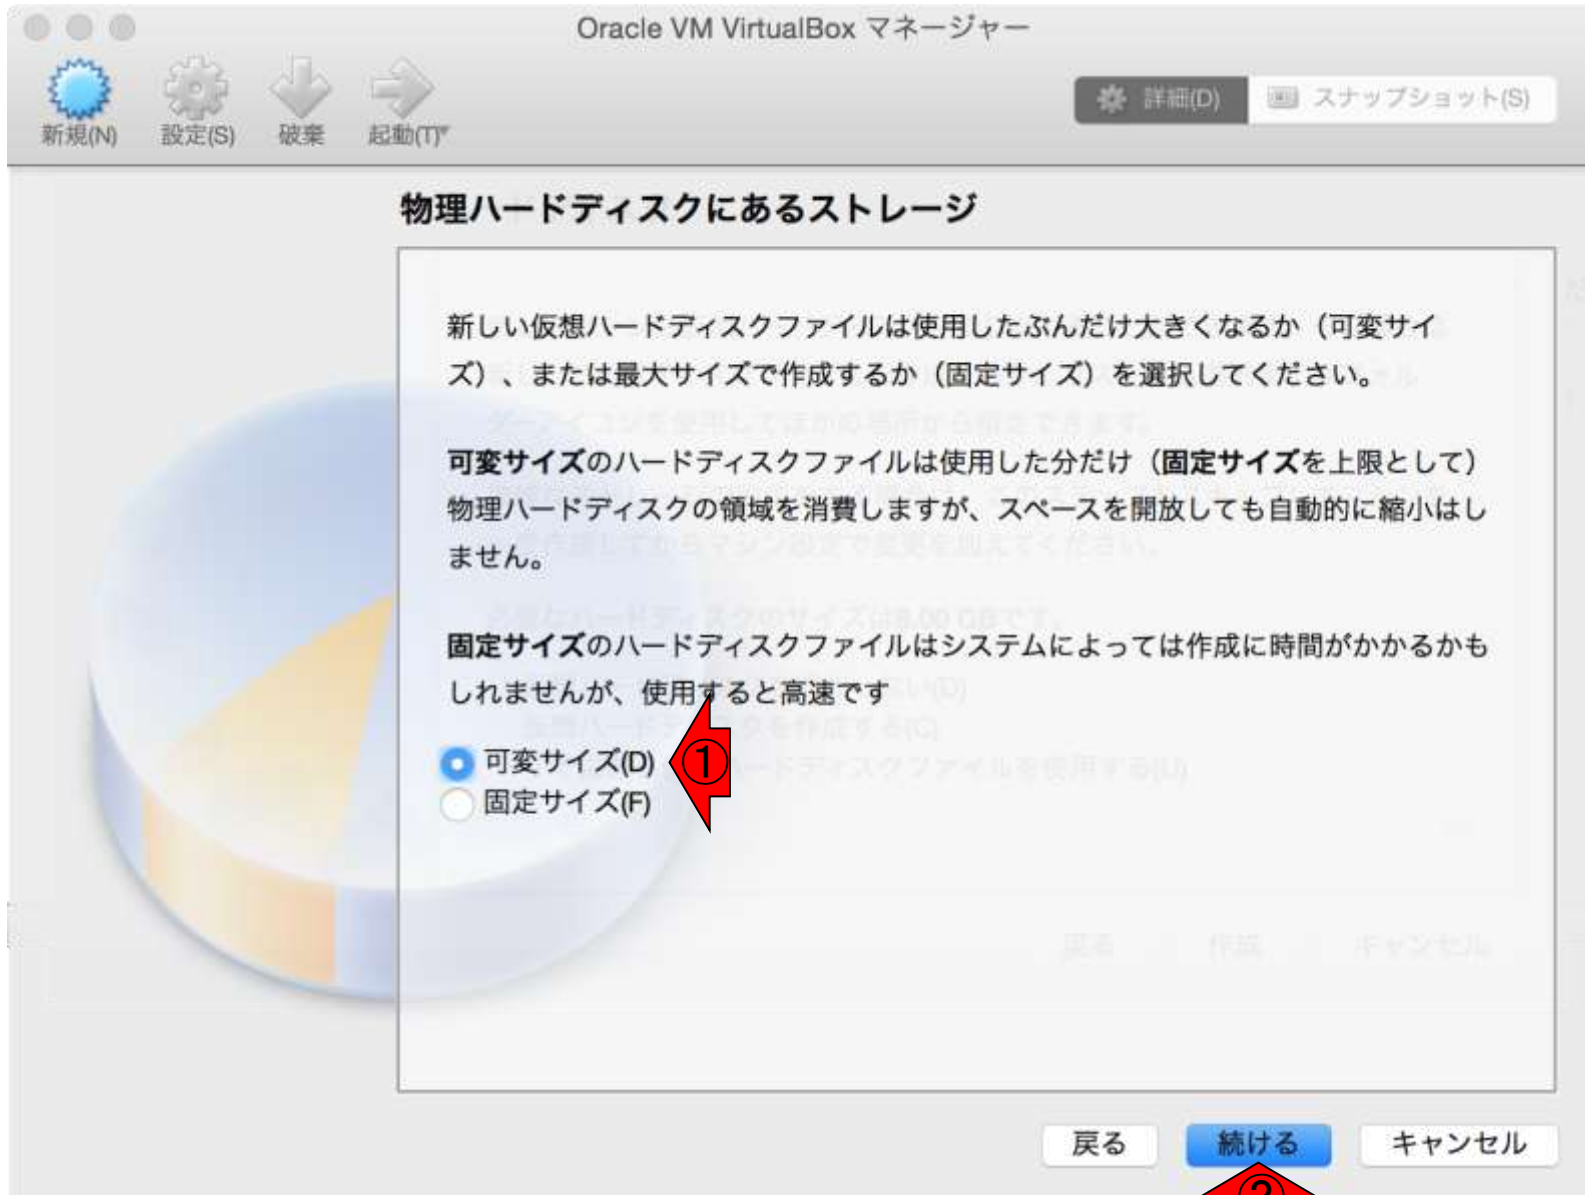 Oracle VM VirtualBox マネージャー
新規(N) 設定(S) 破棄 起動(T) 詳細(D) スナップショット(S)
物理ハードディスクにあるストレージ
新しい仮想ハードディスクファイルは使用したぶんだけ大きくなるか（可変サイ
ズ）、または最大サイズで作成するか（固定サイズ）を選択してください。
可変サイズのハードディスクファイルは使用した分だけ（固定サイズを上限として）
物理ハードディスクの領域を消費しますが、スペースを開放しても自動的に縮小はし
ません。
固定サイズのハードディスクファイルはシステムによっては作成に時間がかかるかも
しれませんが、使用すると高速です
可変サイズ(D) ①
固定サイズ(F)
戻る 続ける キャンセル
②